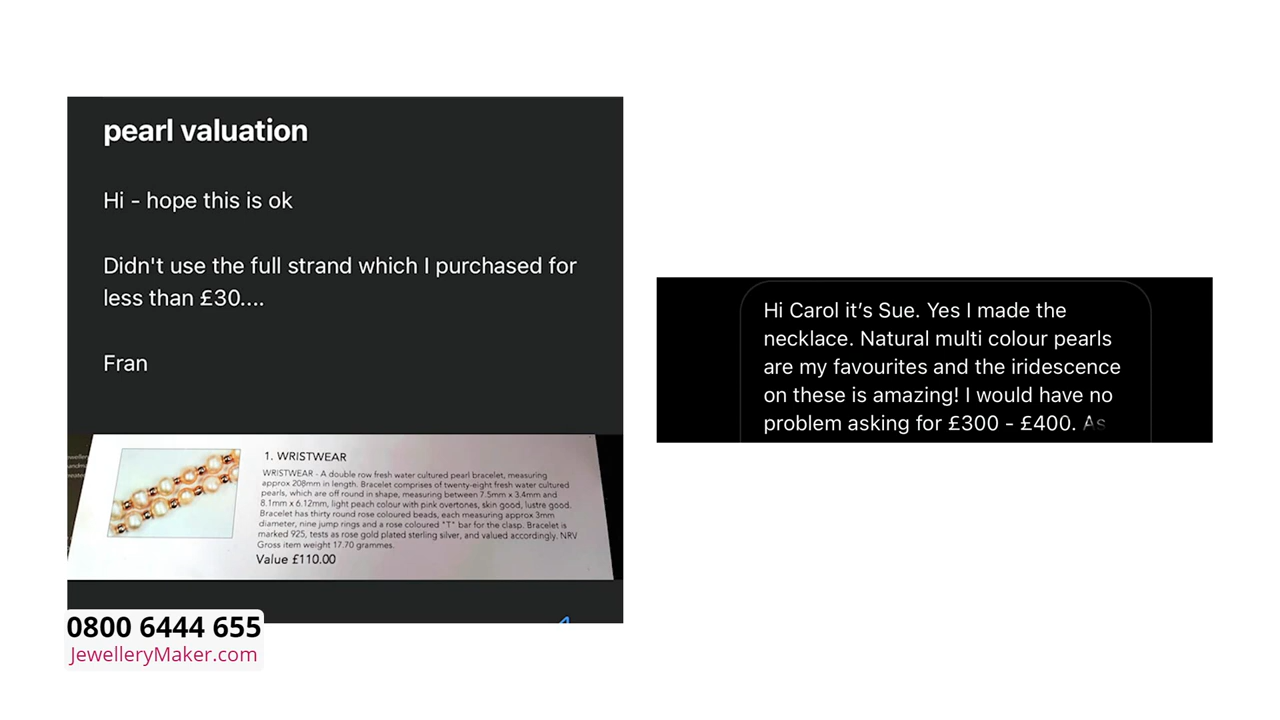 pearl valuation
Hi - hope this is ok
Didn't use the full strand which I purchased for
less than £30....
Fran
1. WRISTWEAR
WRISTWEAR - A double row fresh water cultured pearl bracelet, measuring
approx 208mm in length. Bracelet comprises of twenty-eight fresh water cultured
pearls, which are off round in shape, measuring between 7.5mm x 3.4mm and
8.1mm x 6.12mm, light peach colour with pink overtones, skin good, lustre good.
Bracelet has thirty round rose coloured beads, each measuring approx 3mm
diameter, nine jump rings and a rose coloured "T" bar for the clasp. Bracelet is
marked 925, tests as rose gold plated sterling silver, and valued accordingly. NRV
Gross item weight 17.70 grammes.
Value £110.00
0800 6444 655
JewelleryMaker.com
Hi Carol it's Sue. Yes I made the
necklace. Natural multi colour pearls
are my favourites and the iridescence
on these is amazing! I would have no
problem asking for £300 - £400. As